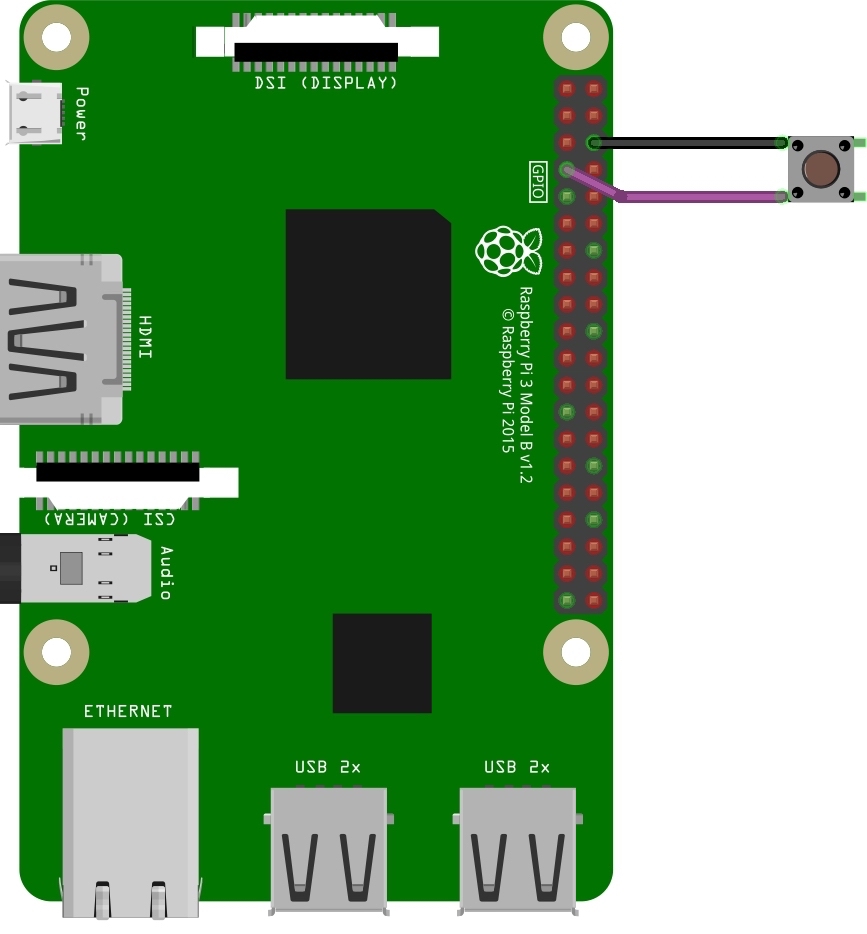 DSI (DISPLAY)
Power
GPIO
HDMI
Raspberry Pi 3 Model B v1.2
© Raspberry Pi 2015
CSI (CAMERA)
Audio
ETHERNET
USB 2x
USB 2x